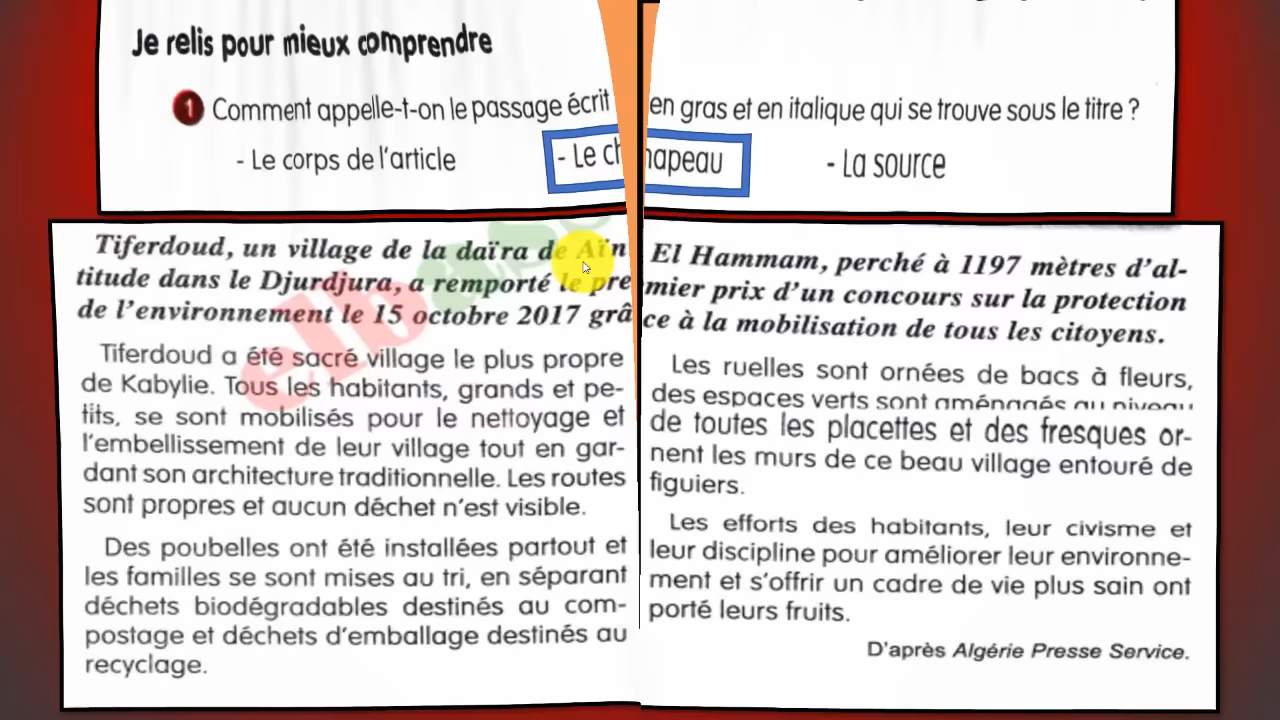 Je relis pour mieux comprendre
1 Comment appelle-t-on le passage écrit en gras et en italique qui se trouve sous le titre ?
- Le corps de l'article - Le chapeau - La source
Tiferdoud, un village de la daïra de Aïn El Hammam, perché à 1197 mètres d'al-
titude dans le Djurdjura, a remporté le premier prix d'un concours sur la protection
de l'environnement le 15 octobre 2017 grâce à la mobilisation de tous les citoyens.
Tiferdoud a été sacré village le plus propre
de Kabylie. Tous les habitants, grands et pe-
tits, se sont mobilisés pour le nettoyage et
l'embellissement de leur village tout en gar-
dant son architecture traditionnelle. Les routes
sont propres et aucun déchet n'est visible.
Des poubelles ont été installées partout et
les familles se sont mises au tri, en séparant
déchets biodégradables destinés au com-
postage et déchets d'emballage destinés au
recyclage.
Les ruelles sont ornées de bacs à fleurs,
des espaces verts sont aménagés au niveau
de toutes les placettes et des fresques or-
nent les murs de ce beau village entouré de
figuiers.
Les efforts des habitants, leur civisme et
leur discipline pour améliorer leur environne-
ment et s'offrir un cadre de vie plus sain ont
porté leurs fruits.
D'après Algérie Presse Service.